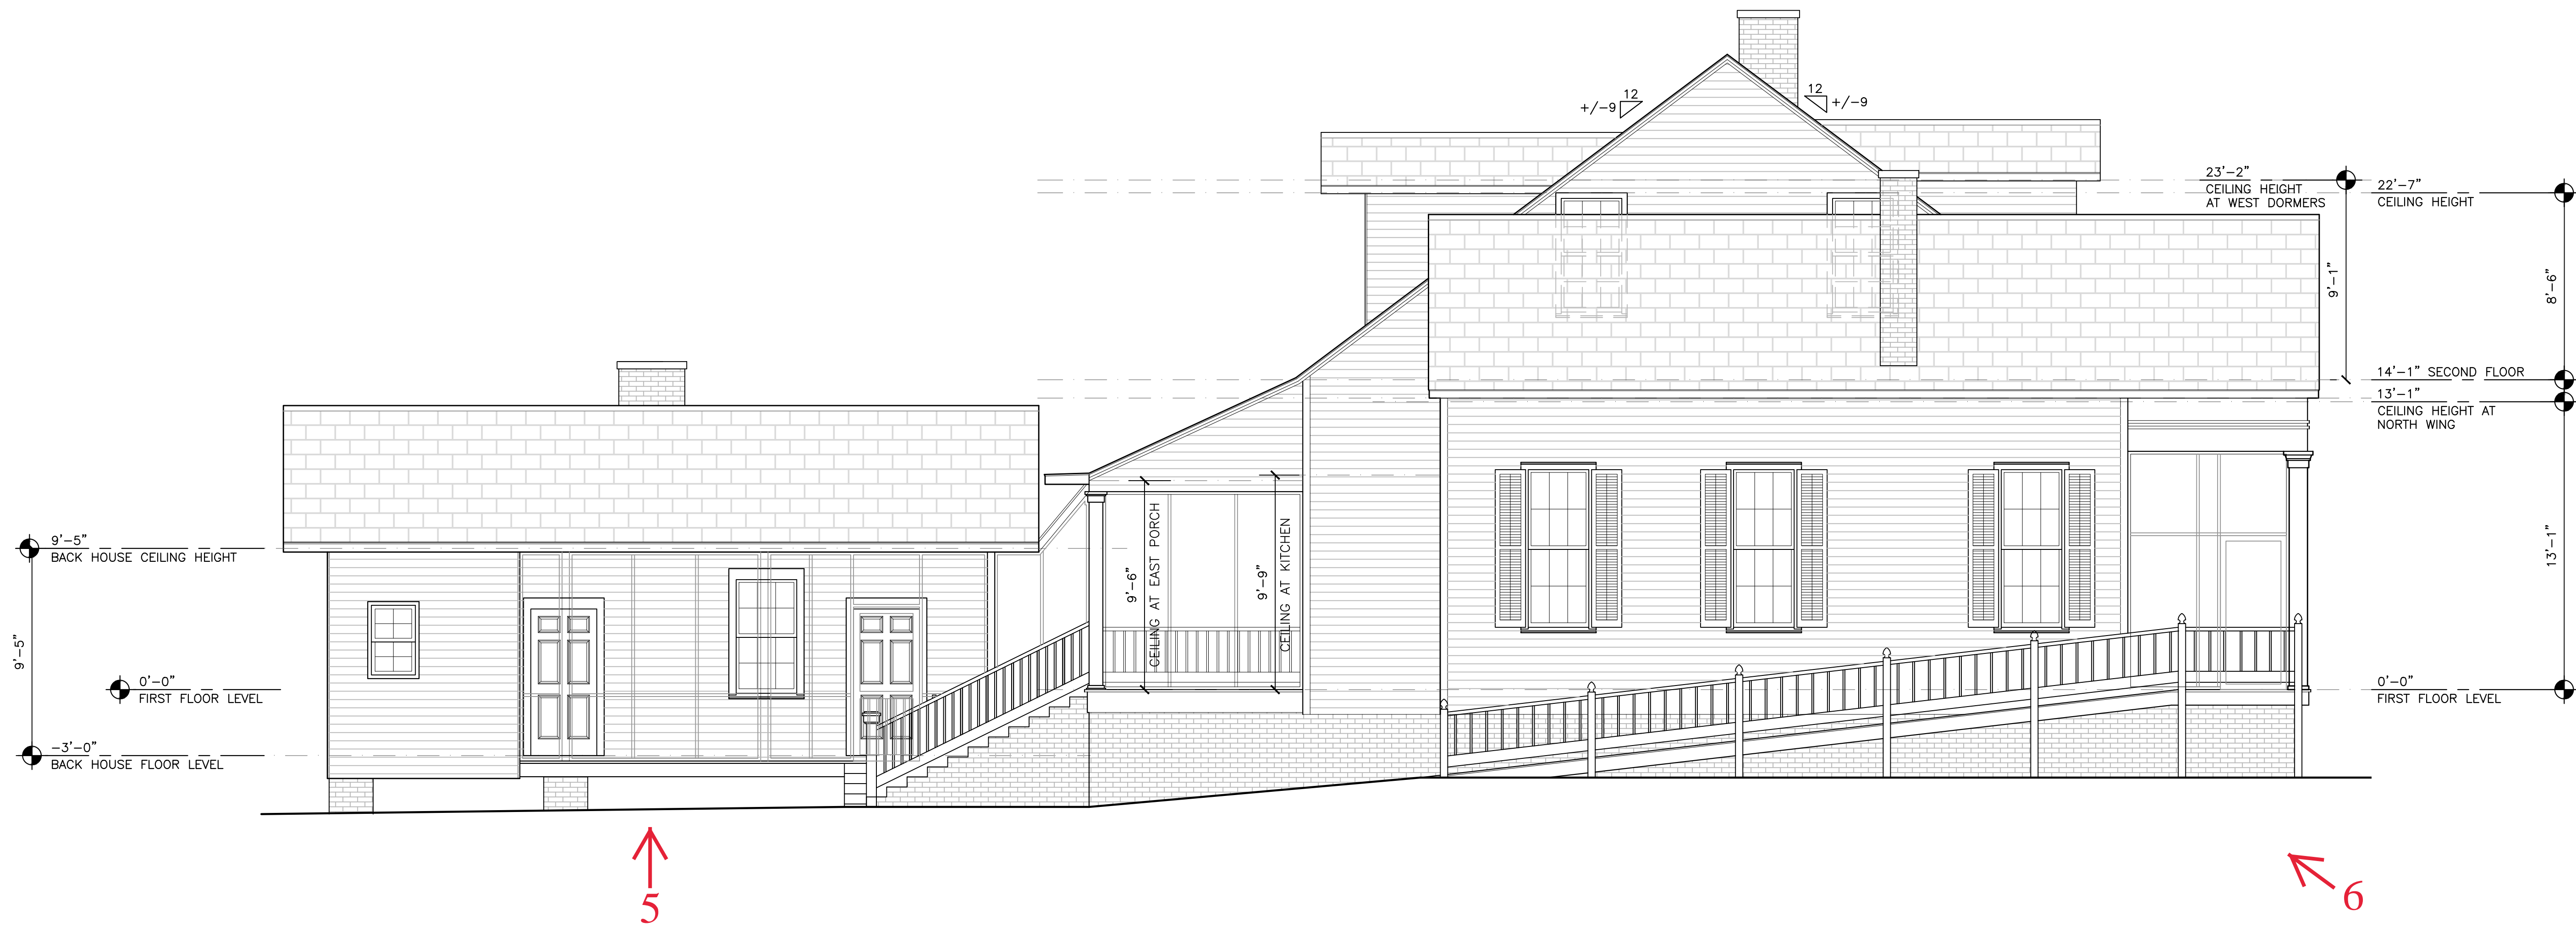 12
+/-9
12
+/-9
23'-2"
CEILING HEIGHT
AT WEST DORMERS
22'-7"
CEILING HEIGHT
9'-1"
8'-6"
14'-1" SECOND FLOOR
13'-1"
CEILING HEIGHT AT
NORTH WING
13'-1"
0'-0"
FIRST FLOOR LEVEL
9'-6"
CEILING AT EAST PORCH
9'-9"
CEILING AT KITCHEN
9'-5"
BACK HOUSE CEILING HEIGHT
9'-5"
0'-0"
FIRST FLOOR LEVEL
-3'-0"
BACK HOUSE FLOOR LEVEL
5
6